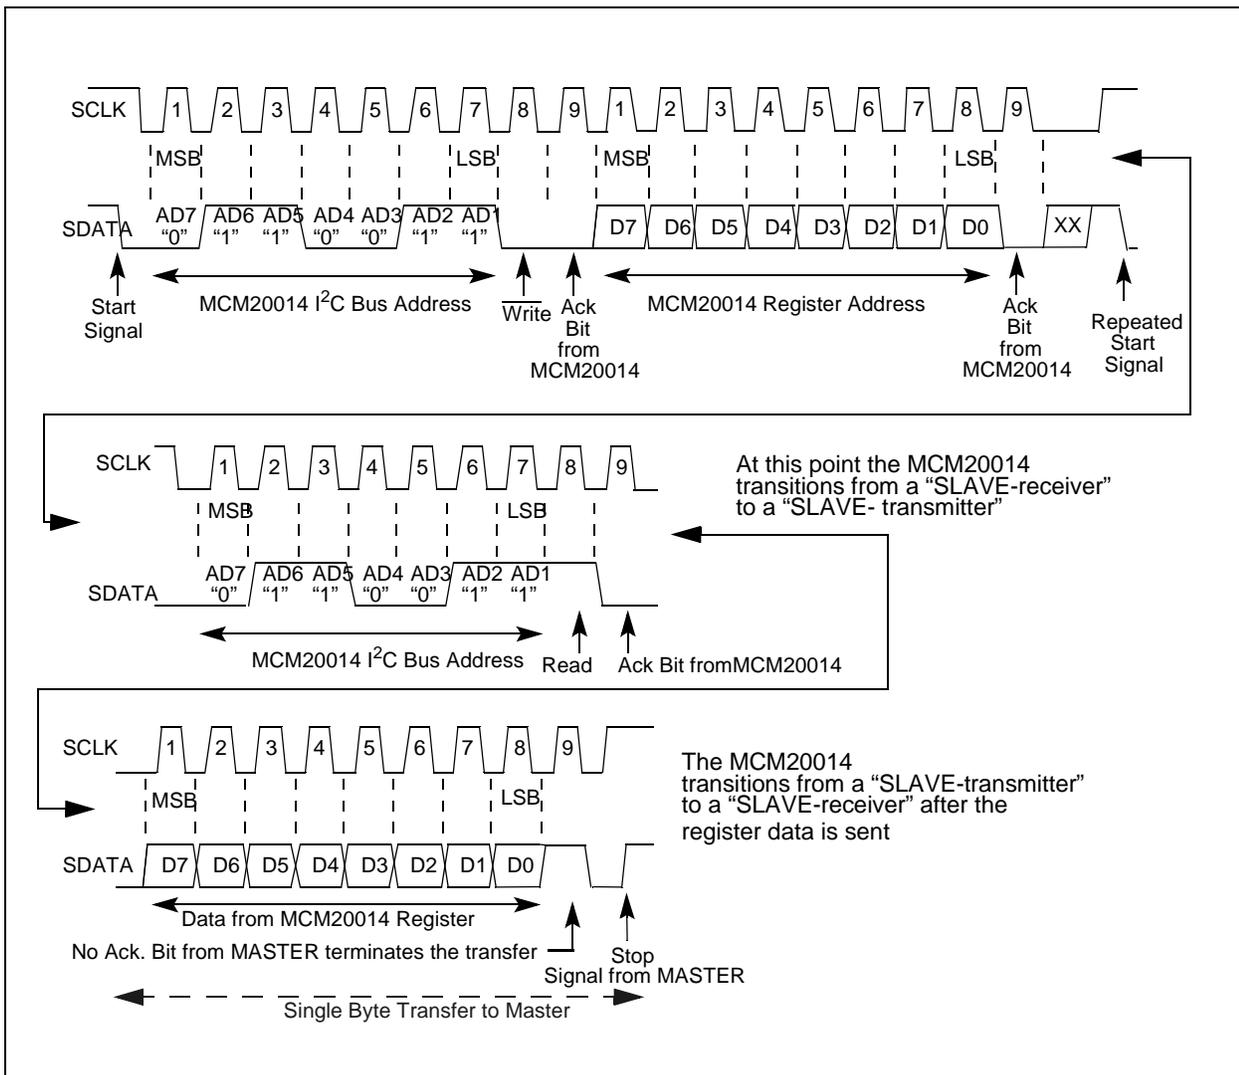 SCLK 1 2 3 4 5 6 7 8 9 1 2 3 4 5 6 7 8 9
MSB LSB MSB LSB
SDATA AD7 AD6 AD5 AD4 AD3 AD2 AD1 D7 D6 D5 D4 D3 D2 D1 D0 XX
“0” “1” “1” “0” “0” “1” “1”
Start
Signal
MCM20014 I2C Bus Address
Write
Ack
Bit
from
MCM20014
MCM20014 Register Address
Ack
Bit
from
MCM20014
Repeated
Start
Signal
SCLK 1 2 3 4 5 6 7 8 9
MSB LSB
At this point the MCM20014
transitions from a “SLAVE-receiver”
to a “SLAVE- transmitter”
SDATA AD7 AD6 AD5 AD4 AD3 AD2 AD1
“0” “1” “1” “0” “0” “1” “1”
MCM20014 I2C Bus Address
Read
Ack Bit fromMCM20014
SCLK 1 2 3 4 5 6 7 8 9
MSB LSB
The MCM20014
transitions from a “SLAVE-transmitter”
to a “SLAVE-receiver” after the
register data is sent
SDATA D7 D6 D5 D4 D3 D2 D1 D0
Data from MCM20014 Register
No Ack. Bit from MASTER terminates the transfer
Stop
Signal from MASTER
Single Byte Transfer to Master